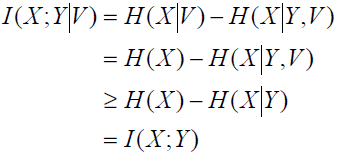 I(X;Y|V) = H(X|V) − H(X|Y,V)
= H(X) − H(X|Y,V)
≥ H(X) − H(X|Y)
= I(X;Y)